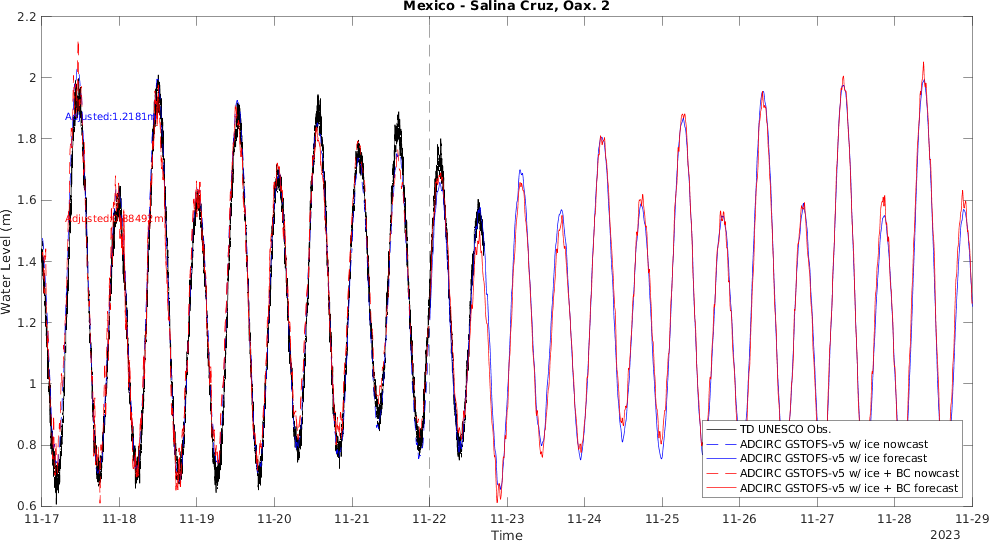 Mexico - Salina Cruz, Oax. 2
Water Level (m)
2.2
2
1.8
1.6
1.4
1.2
1
0.8
0.6
Adjusted:1.2181m
TD UNESCO Obs.
ADCIRC GSTOFS-v5 w/ ice nowcast
ADCIRC GSTOFS-v5 w/ ice forecast
ADCIRC GSTOFS-v5 w/ ice + BC nowcast
ADCIRC GSTOFS-v5 w/ ice + BC forecast
11-17 11-18 11-19 11-20 11-21 11-22 11-23 11-24 11-25 11-26 11-27 11-28 11-29
Time
2023